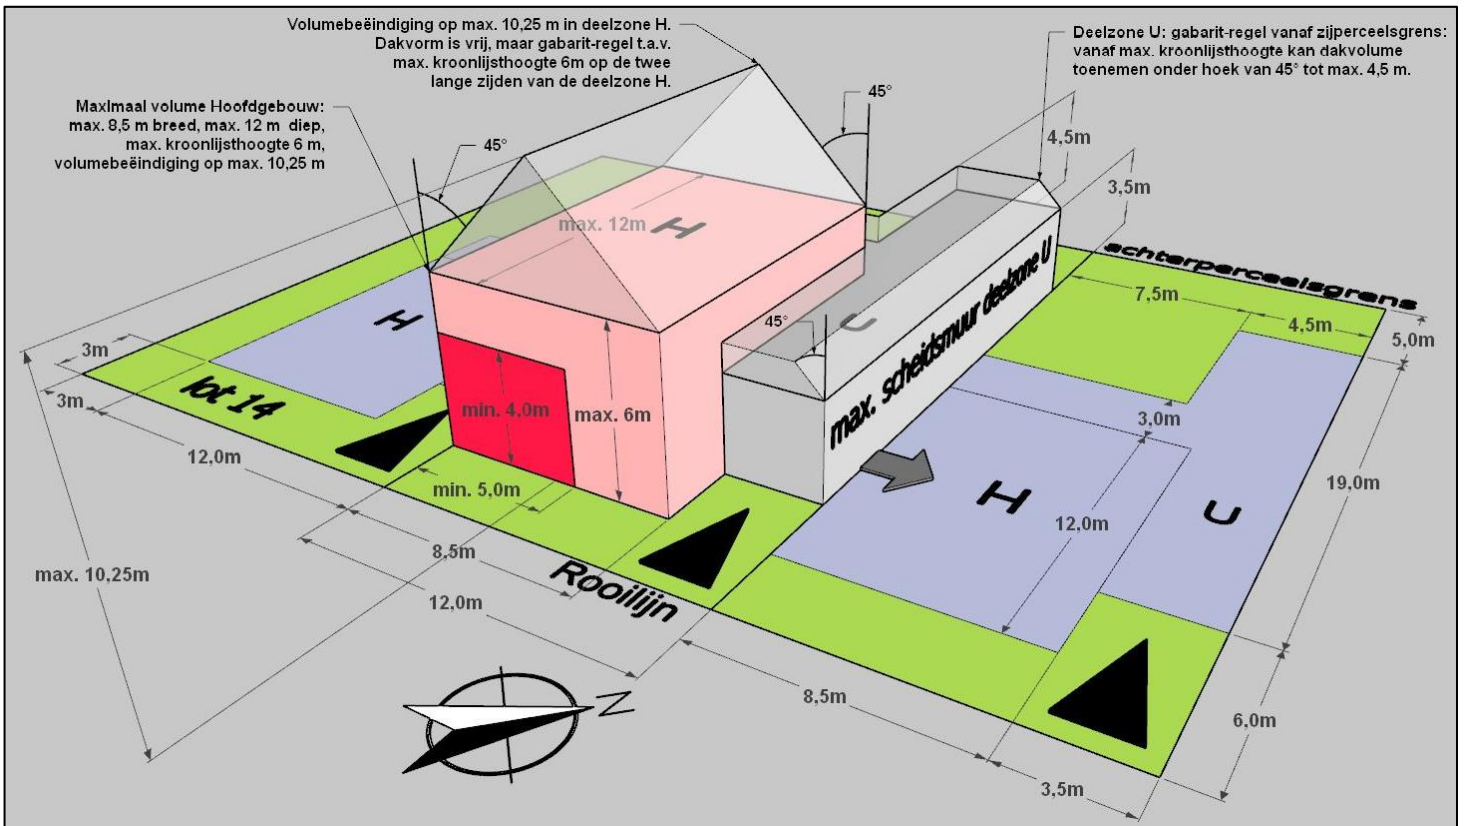 Volumebeëindiging op max. 10,25 m in deelzone H.
Dakvorm is vrij, maar gabarit-regel t.a.v.
max. kroonlijsthoogte 6m op de twee
lange zijden van de deelzone H.
Deelzone U: gabarit-regel vanaf zijperceelsgrens:
vanaf max. kroonlijsthoogte kan dakvolume
toenemen onder hoek van 45° tot max. 4,5 m.
Maximaal volume Hoofdgebouw:
max. 8,5 m breed, max. 12 m diep,
max. kroonlijsthoogte 6 m,
volumebeëindiging op max. 10,25 m
45°
45°
4,5m
3,5m
max. 12m
H
achterperceelsgrens
7,5m
4,5m
5,0m
H
U
45°
max. scheidsmuur deelzone U
3m
3m
lot 14
min. 4,0m
max. 6m
3,0m
12,0m
min. 5,0m
H
12,0m
U
19,0m
8,5m
max. 10,25m
12,0m
Rooilijn
N
8,5m
6,0m
3,5m